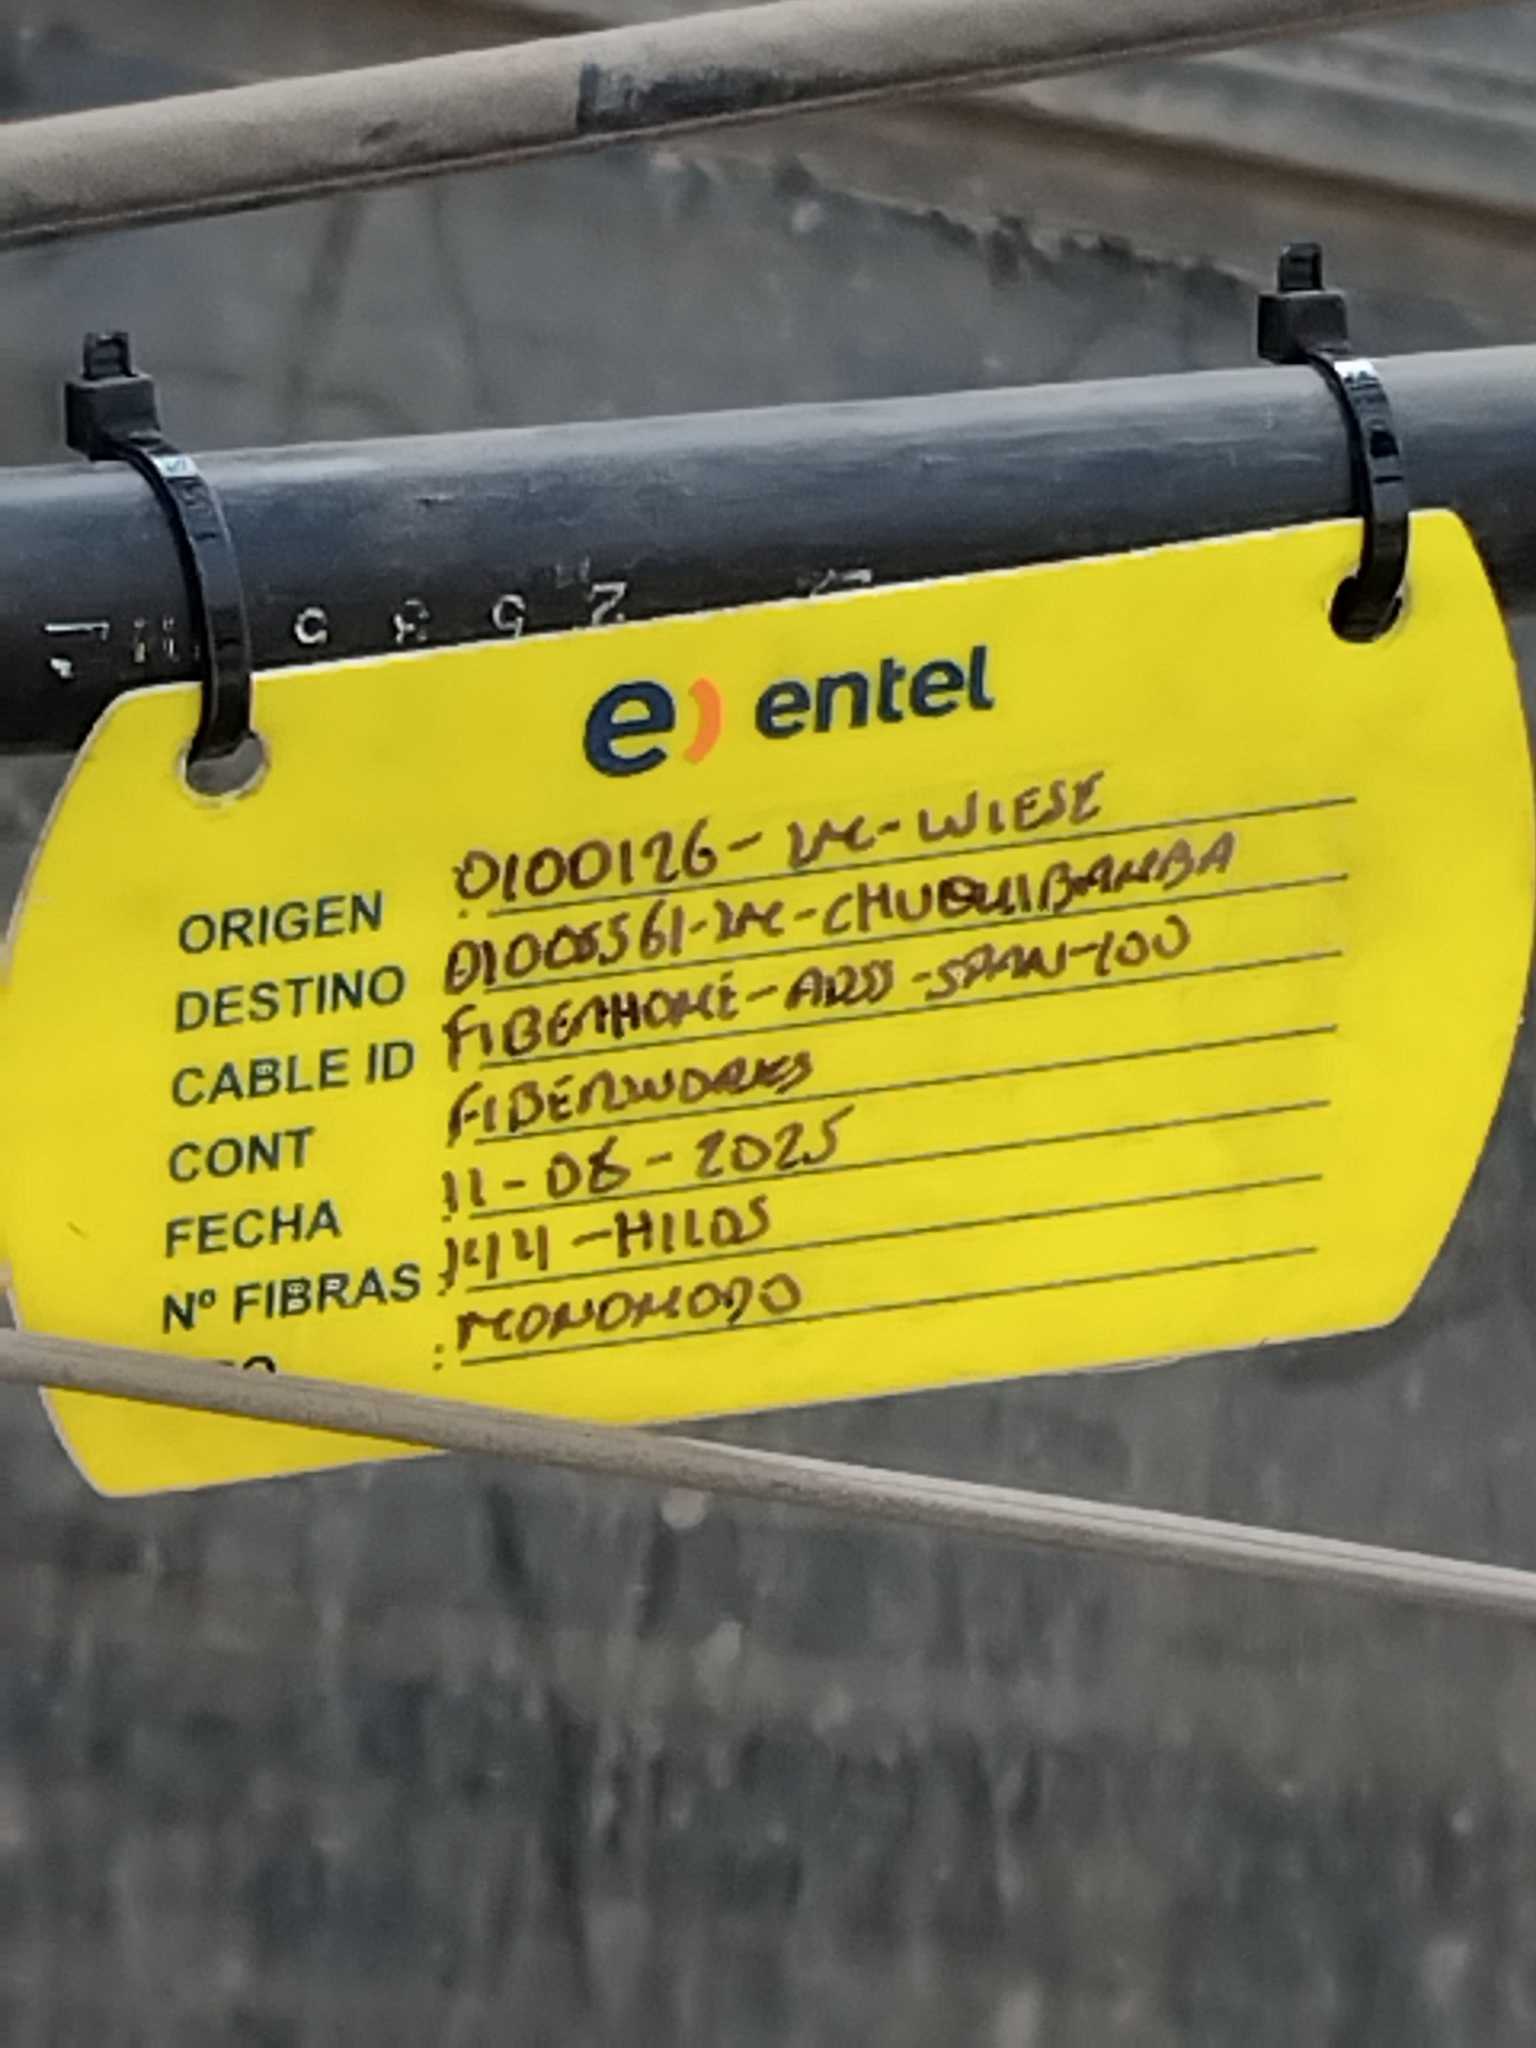 e) entel
ORIGEN : 0100126-LM-WIESE
DESTINO 0100561-LM-CHUQUIBAMBA
CABLE ID FIBERHOME-ADSS-SPAN-100
CONT FIBERWORKS
FECHA : 11-08-2025
Nº FIBRAS : 144-HILOS
: MONOMODO